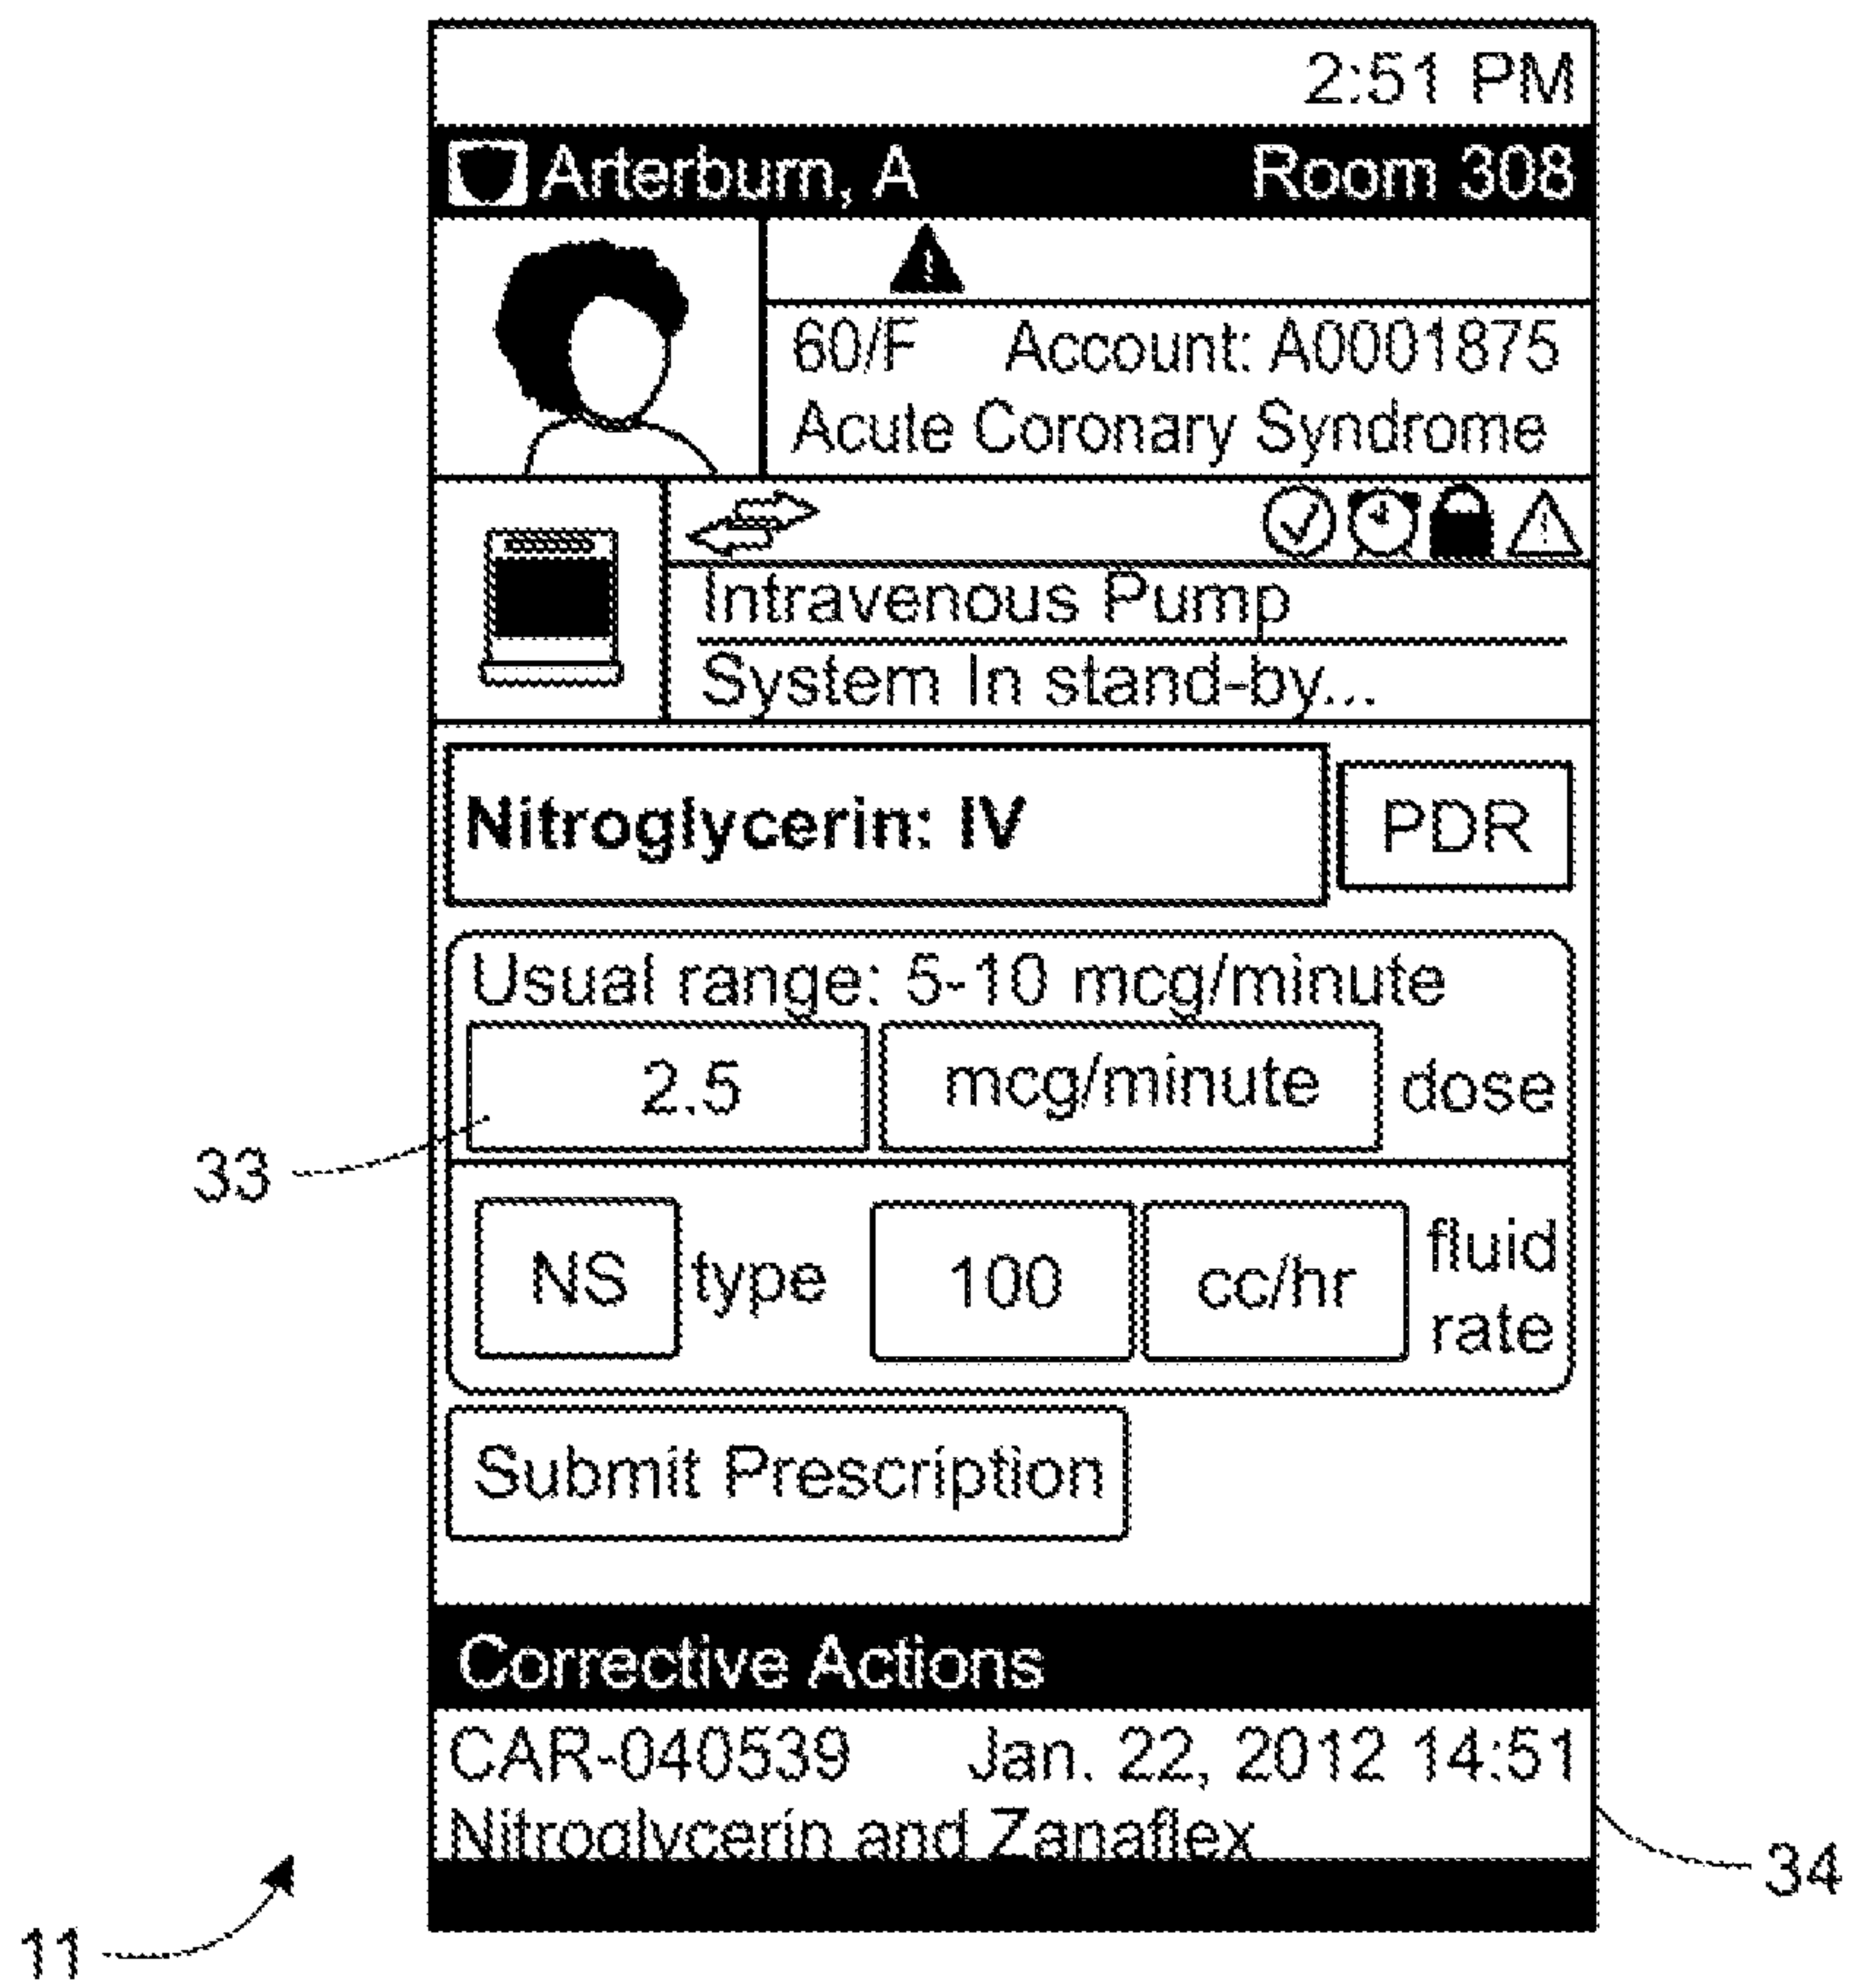 2:51 PM
Arterburn, A Room 308
60/F Account: A0001875
Acute Coronary Syndrome
Intravenous Pump
System In stand-by...
Nitroglycerin: IV PDR
Usual range: 5-10 mcg/minute
2.5 mcg/minute dose
33
NS type 100 cc/hr fluid rate
Submit Prescription
Corrective Actions
CAR-040539 Jan. 22, 2012 14:51
Nitroglycerin and Zanaflex
34
11